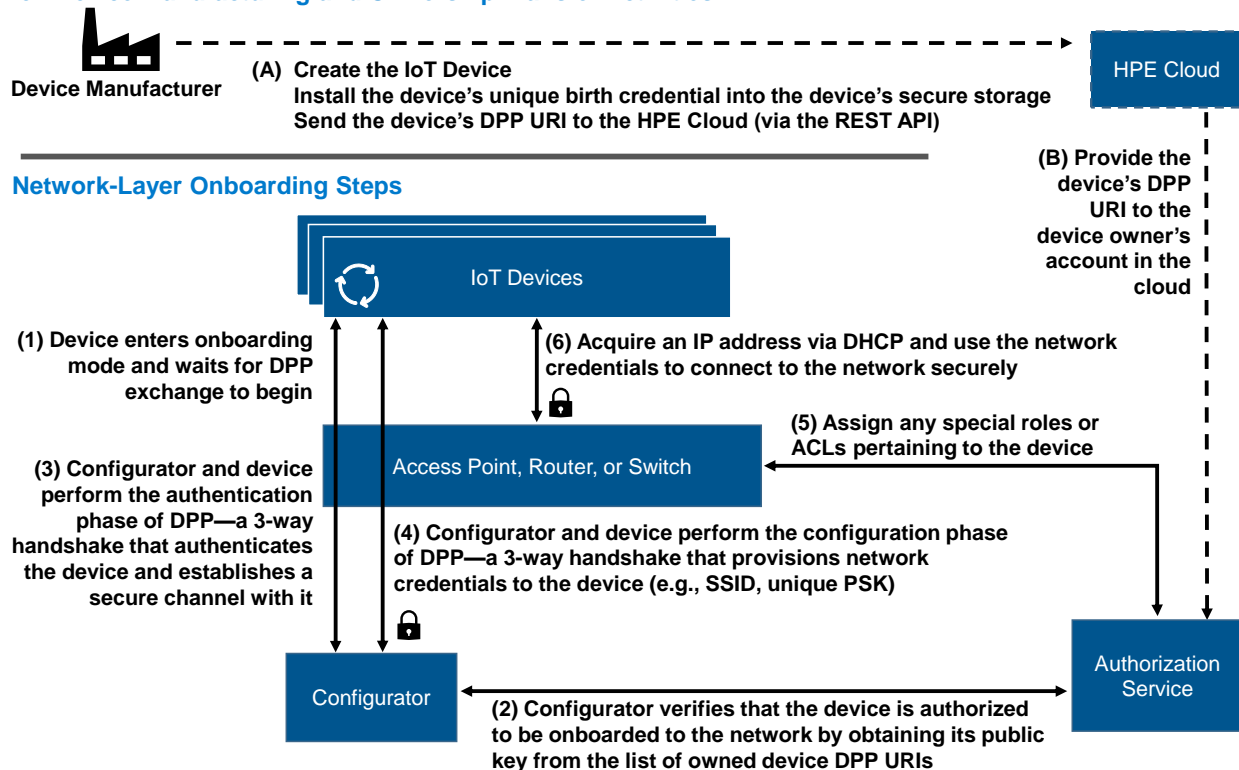 Device Manufacturer
(A) Create the IoT Device
Install the device's unique birth credential into the device's secure storage
Send the device's DPP URI to the HPE Cloud (via the REST API)
HPE Cloud
(B) Provide the
device's DPP
URI to the
device owner's
account in the
cloud
Network-Layer Onboarding Steps
IoT Devices
(1) Device enters onboarding
mode and waits for DPP
exchange to begin
(6) Acquire an IP address via DHCP and use the network
credentials to connect to the network securely
(5) Assign any special roles or
ACLs pertaining to the device
Access Point, Router, or Switch
(3) Configurator and device
perform the authentication
phase of DPP—a 3-way
handshake that authenticates
the device and establishes a
secure channel with it
(4) Configurator and device perform the configuration phase
of DPP—a 3-way handshake that provisions network
credentials to the device (e.g., SSID, unique PSK)
Configurator
Authorization
Service
(2) Configurator verifies that the device is authorized
to be onboarded to the network by obtaining its public
key from the list of owned device DPP URIs